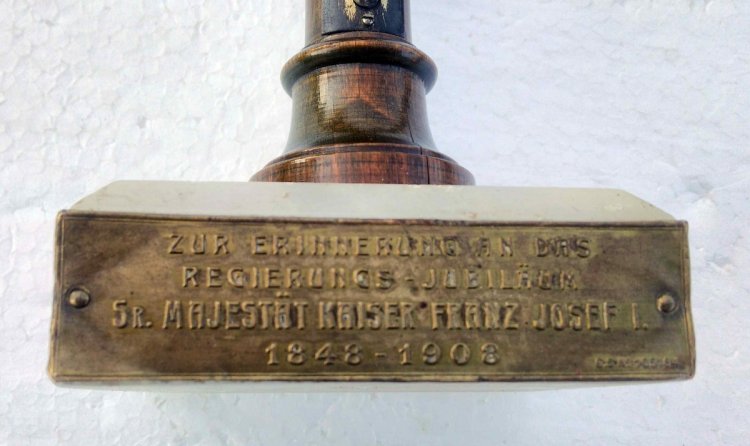 ZUR ERINNERUNG AN DAS
REGIERUNGS-JUBILÄUM
SR. MAJESTÄT KAISER FRANZ JOSEF I.
1848-1908